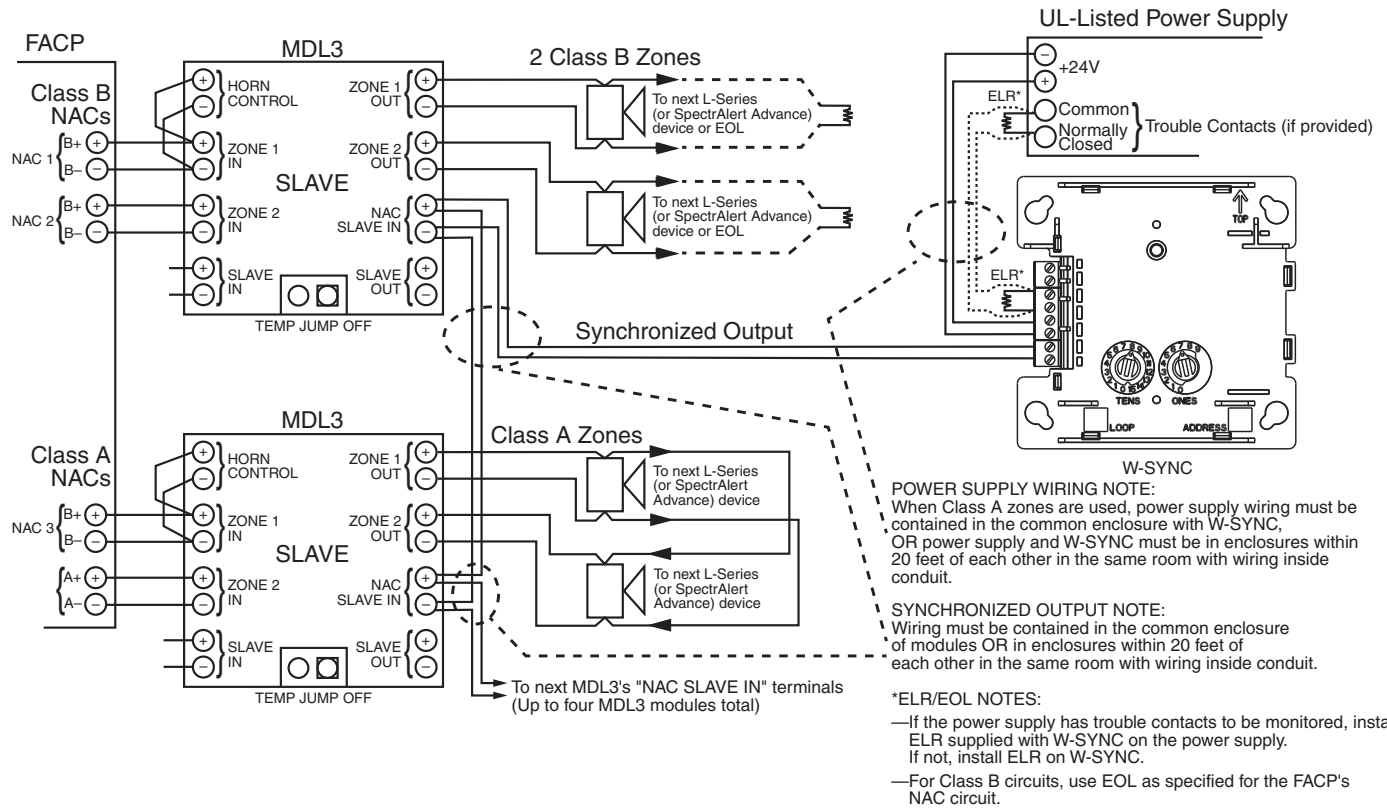 UL-Listed Power Supply
FACP
MDL3
2 Class B Zones
Class B
NACs
NAC 1
B+ +
B– –
NAC 2
B+ +
B– –
+
–
HORN
CONTROL
+
–
ZONE 1
IN
+
–
ZONE 2
IN
+
–
SLAVE
IN
SLAVE
ZONE 1
OUT
+
–
ZONE 2
OUT
+
–
NAC
SLAVE IN
+
–
SLAVE
OUT
+
–
TEMP JUMP OFF
To next L-Series
(or SpectrAlert Advance)
device or EOL
To next L-Series
(or SpectrAlert Advance)
device or EOL
–
+24V
+
ELR*
Common
Normally
Closed
Trouble Contacts (if provided)
TOP
ELR*
Synchronized Output
TENS
ONES
LOOP
ADDRESS
W-SYNC
MDL3
Class A Zones
Class A
NACs
NAC 3
B+ +
B– –
A+ +
A– –
+
–
HORN
CONTROL
+
–
ZONE 1
IN
+
–
ZONE 2
IN
+
–
SLAVE
IN
SLAVE
ZONE 1
OUT
+
–
ZONE 2
OUT
+
–
NAC
SLAVE IN
+
–
SLAVE
OUT
+
–
TEMP JUMP OFF
To next L-Series
(or SpectrAlert
Advance) device
To next L-Series
(or SpectrAlert
Advance) device
To next MDL3's "NAC SLAVE IN" terminals
(Up to four MDL3 modules total)
POWER SUPPLY WIRING NOTE:
When Class A zones are used, power supply wiring must be
contained in the common enclosure with W-SYNC,
OR power supply and W-SYNC must be in enclosures within
20 feet of each other in the same room with wiring inside
conduit.
SYNCHRONIZED OUTPUT NOTE:
Wiring must be contained in the common enclosure
of modules OR in enclosures within 20 feet of
each other in the same room with wiring inside conduit.
*ELR/EOL NOTES:
—If the power supply has trouble contacts to be monitored, insta
ELR supplied with W-SYNC on the power supply.
If not, install ELR on W-SYNC.
—For Class B circuits, use EOL as specified for the FACP's
NAC circuit.